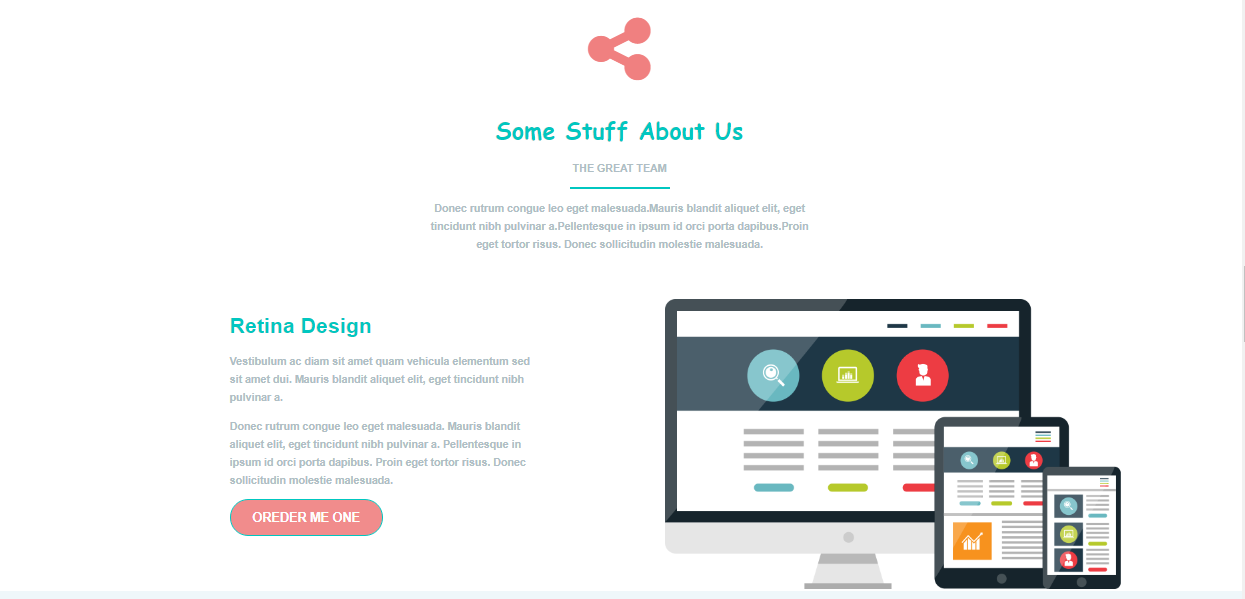 Some Stuff About Us
THE GREAT TEAM
Donec rutrum congue leo eget malesuada.Mauris blandit aliquet elit, eget
tincidunt nibh pulvinar a.Pellentesque in ipsum id orci porta dapibus.Proin
eget tortor risus. Donec sollicitudin molestie malesuada.
Retina Design
Vestibulum ac diam sit amet quam vehicula elementum sed
sit amet dui. Mauris blandit aliquet elit, eget tincidunt nibh
pulvinar a.
Donec rutrum congue leo eget malesuada. Mauris blandit
aliquet elit, eget tincidunt nibh pulvinar a. Pellentesque in
ipsum id orci porta dapibus. Proin eget tortor risus. Donec
sollicitudin molestie malesuada.
OREDER ME ONE